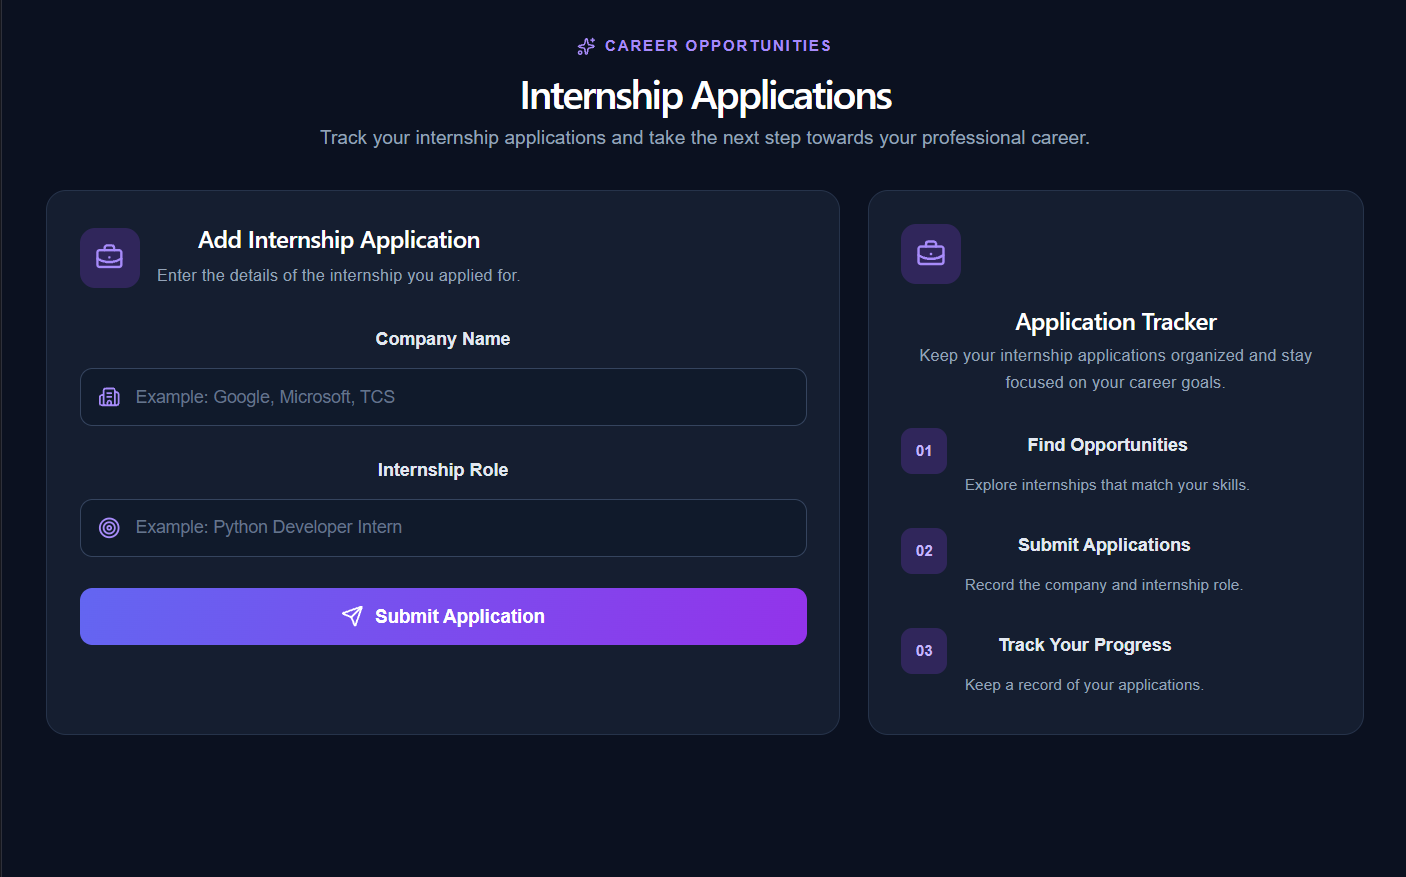 CAREER OPPORTUNITIES
Internship Applications
Track your internship applications and take the next step towards your professional career.
Add Internship Application
Enter the details of the internship you applied for.
Company Name
Example: Google, Microsoft, TCS
Internship Role
Example: Python Developer Intern
Submit Application
Application Tracker
Keep your internship applications organized and stay
focused on your career goals.
01
Find Opportunities
Explore internships that match your skills.
02
Submit Applications
Record the company and internship role.
03
Track Your Progress
Keep a record of your applications.